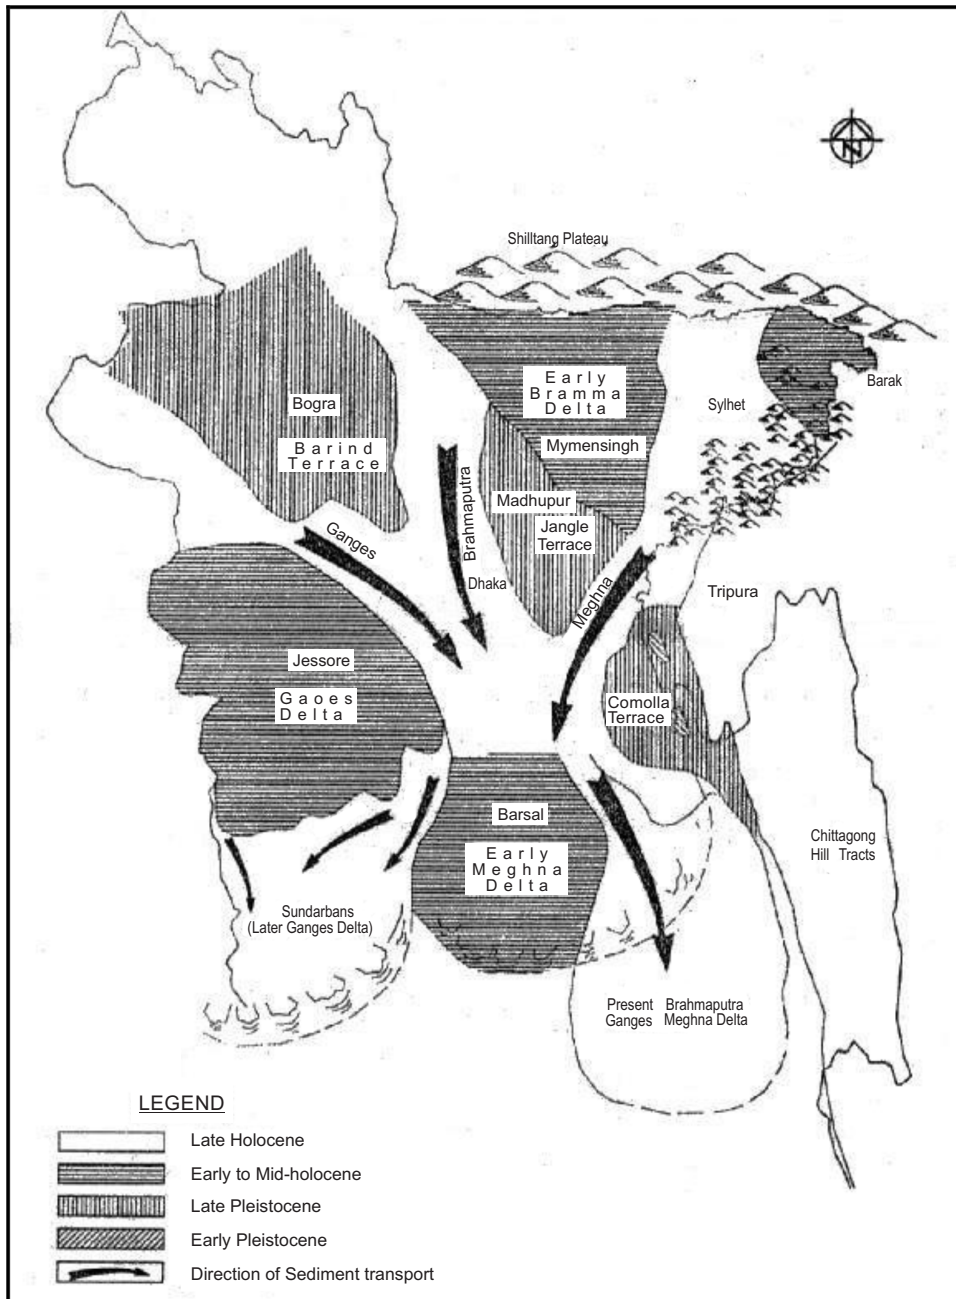 N
Shilltang Plateau
Barak
Early
Bramma
Delta
Sylhet
Bogra
Barind
Terrace
Mymensingh
Madhupur
Jangle
Terrace
Ganges
Brahmaputra
Dhaka
Meghna
Tripura
Jessore
Gaoes
Delta
Comolla
Terrace
Barsal
Early
Meghna
Delta
Chittagong
Hill Tracts
Sundarbans
(Later Ganges Delta)
Present Brahmaputra
Ganges Meghna Delta
LEGEND
Late Holocene
Early to Mid-holocene
Late Pleistocene
Early Pleistocene
Direction of Sediment transport